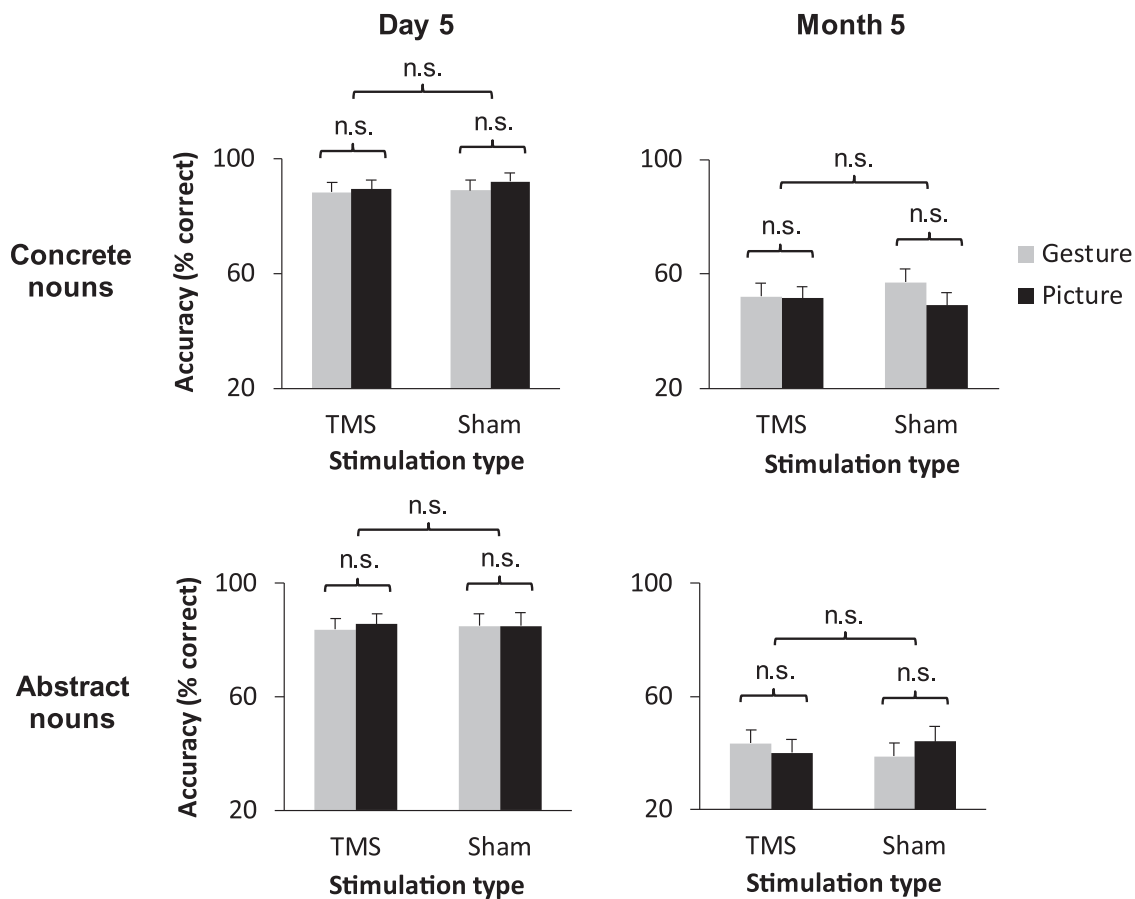 Day 5
Month 5
Concrete
nouns
n.s.
n.s.
n.s.
100
60
20
Accuracy (% correct)
TMS
Sham
Stimulation type
n.s.
n.s.
n.s.
100
60
20
TMS
Sham
Stimulation type
Gesture
Picture
Abstract
nouns
n.s.
n.s.
n.s.
100
60
20
Accuracy (% correct)
TMS
Sham
Stimulation type
n.s.
n.s.
n.s.
100
60
20
TMS
Sham
Stimulation type